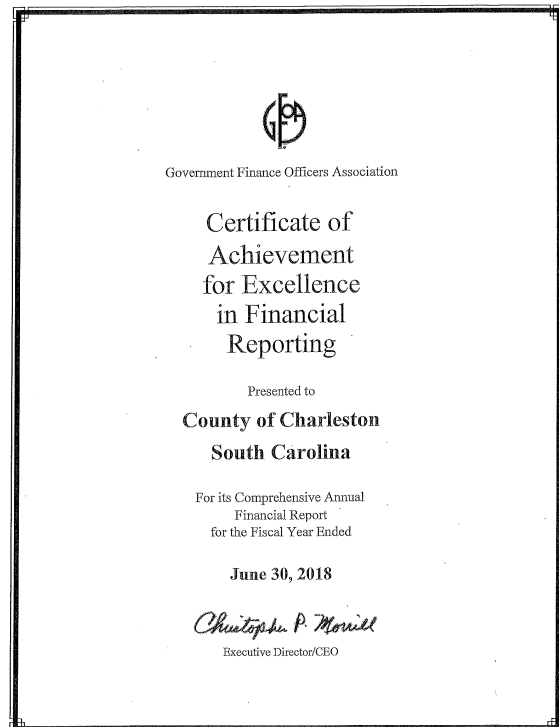 GFOA
Government Finance Officers Association
Certificate of
Achievement
for Excellence
in Financial
Reporting
Presented to
County of Charleston
South Carolina
For its Comprehensive Annual
Financial Report
for the Fiscal Year Ended
June 30, 2018
Christopher P. Morrill
Executive Director/CEO